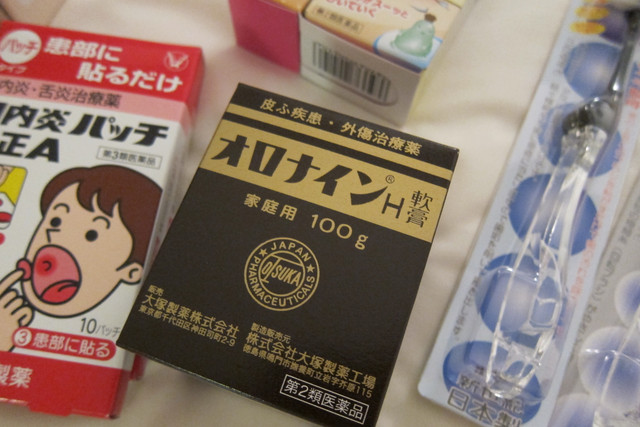 パッチ
患部に
貼るだけ
内炎・舌炎治療薬
内炎パッチ
正A
第3類医薬品
10パッチ
③患部に貼る
製薬
皮ふ疾患・外傷治療薬
オロナイン®H軟膏
家庭用 100g
JAPAN
OTSUKA
PHARMACEUTICALS
販売
大塚製薬株式会社
東京都千代田区神田司町2-9
製造販売元
株式会社大塚製薬工場
徳島県鳴門市撫養町立岩字芥原115
第2類医薬品
日本製